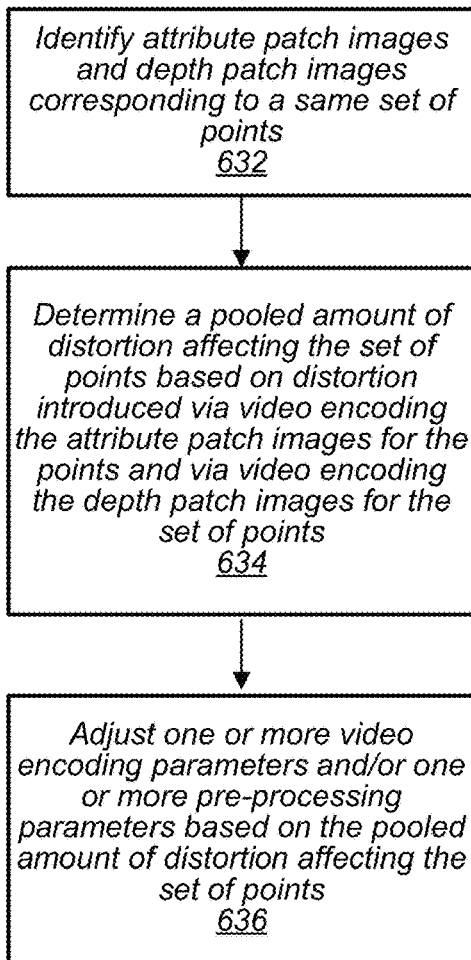 Identify attribute patch images
and depth patch images
corresponding to a same set of
points
632
Determine a pooled amount of
distortion affecting the set of
points based on distortion
introduced via video encoding
the attribute patch images for the
points and via video encoding
the depth patch images for the
set of points
634
Adjust one or more video
encoding parameters and/or one
or more pre-processing
parameters based on the pooled
amount of distortion affecting the
set of points
636